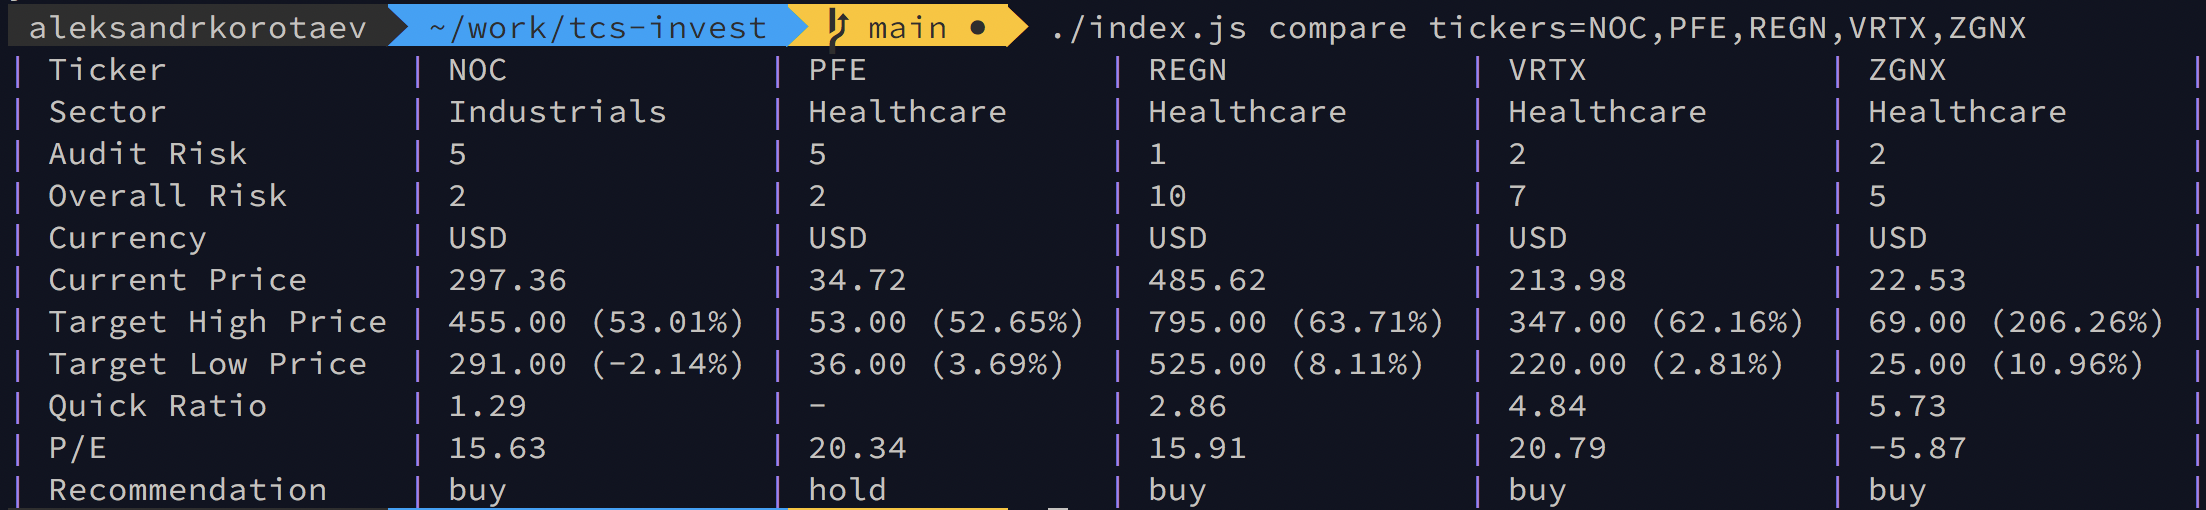 aleksandrkorotaev ~/work/tcs-invest main ● ./index.js compare tickers=NOC,PFE,REGN,VRTX,ZGNX
| Ticker | NOC | PFE | REGN | VRTX | ZGNX |
| Sector | Industrials | Healthcare | Healthcare | Healthcare | Healthcare |
| Audit Risk | 5 | 5 | 1 | 2 | 2 |
| Overall Risk | 2 | 2 | 10 | 7 | 5 |
| Currency | USD | USD | USD | USD | USD |
| Current Price | 297.36 | 34.72 | 485.62 | 213.98 | 22.53 |
| Target High Price | 455.00 (53.01%) | 53.00 (52.65%) | 795.00 (63.71%) | 347.00 (62.16%) | 69.00 (206.26%) |
| Target Low Price | 291.00 (-2.14%) | 36.00 (3.69%) | 525.00 (8.11%) | 220.00 (2.81%) | 25.00 (10.96%) |
| Quick Ratio | 1.29 | - | 2.86 | 4.84 | 5.73 |
| P/E | 15.63 | 20.34 | 15.91 | 20.79 | -5.87 |
| Recommendation | buy | hold | buy | buy | buy |